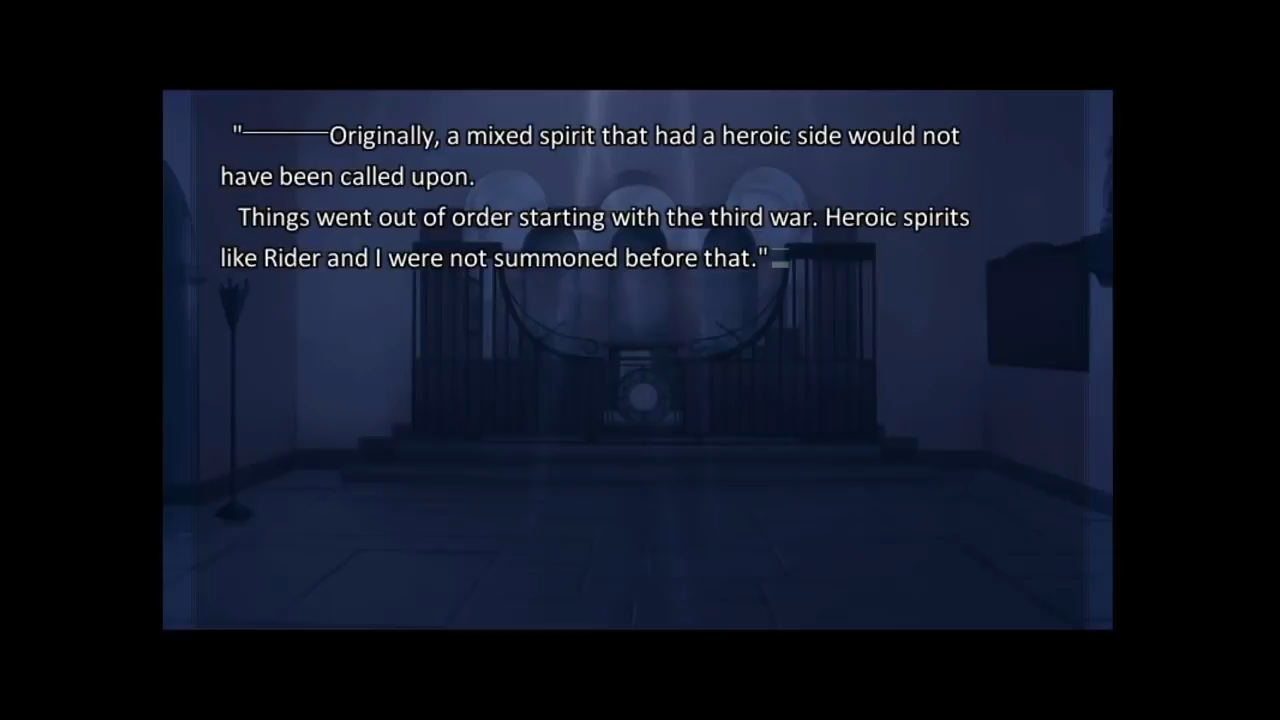 "————Originally, a mixed spirit that had a heroic side would not
have been called upon.
Things went out of order starting with the third war. Heroic spirits
like Rider and I were not summoned before that."